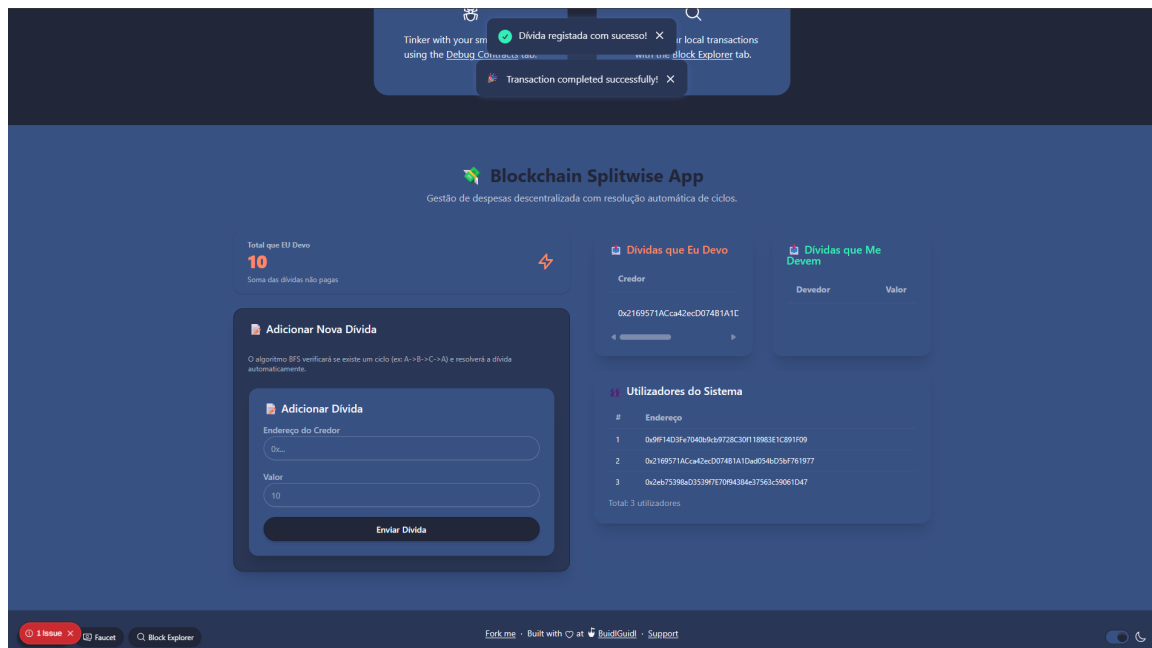 Tinker with your sm
using the Debug Contracts tab.
r local transactions
with the Block Explorer tab.
Dívida registada com sucesso!
Transaction completed successfully!
Blockchain Splitwise App
Gestão de despesas descentralizada com resolução automática de ciclos.
Total que EU Devo
10
Soma das dívidas não pagas
Adicionar Nova Dívida
O algoritmo BFS verificará se existe um ciclo (ex: A->B->C->A) e resolverá a dívida
automaticamente.
Adicionar Dívida
Endereço do Credor
0x...
Valor
10
Enviar Dívida
Dívidas que Eu Devo
Credor
0x2169571ACca42ecD07481A1D
Dívidas que Me
Devem
Devedor Valor
Utilizadores do Sistema
# Endereço
1 0x9fF14D3Fe7040b9cb9728C30f118983E1C891F09
2 0x2169571ACca42ecD07481A1Dad054bD5bF761977
3 0x2eb75398aD3539f7E70f94384e37563c59061D47
Total: 3 utilizadores
1 Issue Faucet Block Explorer
Fork me · Built with at BuidlGuidl · Support